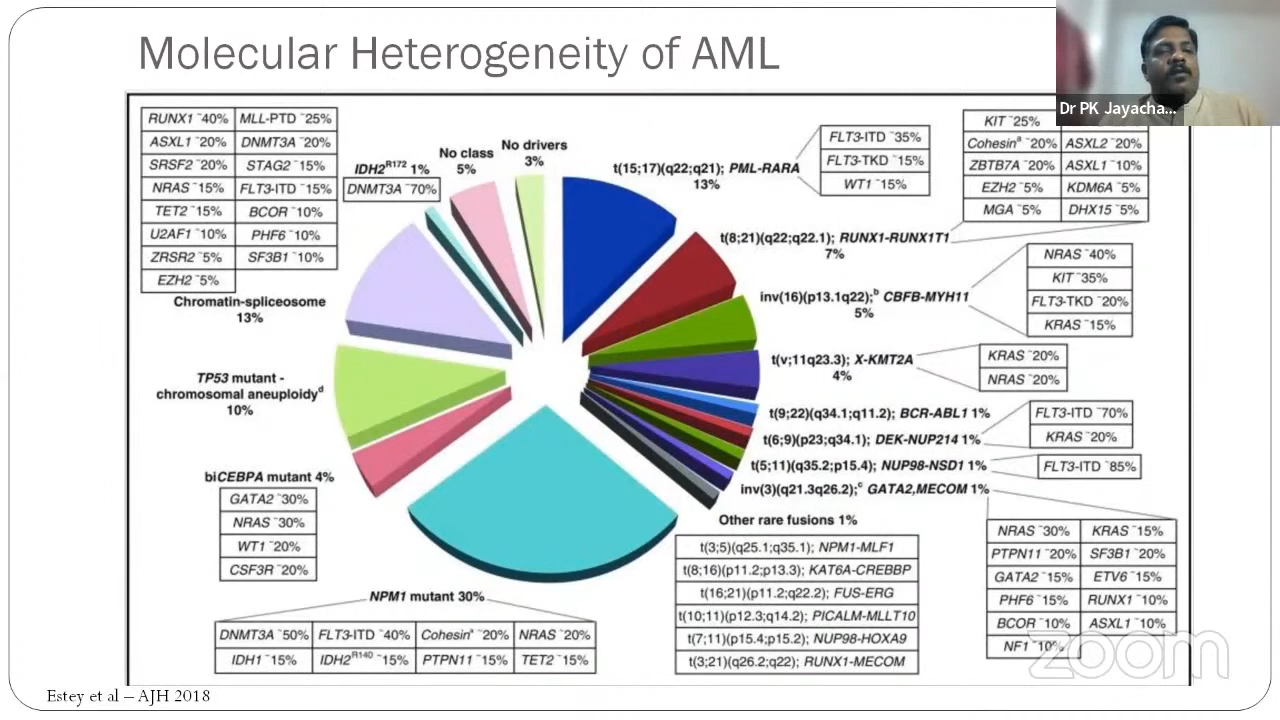 Molecular Heterogeneity of AML
Dr PK Jayacha...
RUNX1 ~40% MLL-PTD ~25%
ASXL1 ~20% DNMT3A ~20%
SRSF2 ~20% STAG2 ~15%
NRAS ~15% FLT3-ITD ~15%
TET2 ~15% BCOR ~10%
U2AF1 ~10% PHF6 ~10%
ZRSR2 ~5% SF3B1 ~10%
EZH2 ~5%
Chromatin-spliceosome
13%
IDH2R172 1%
DNMT3A ~70%
No class
5%
No drivers
3%
t(15;17)(q22;q21); PML-RARA
13%
FLT3-ITD ~35%
FLT3-TKD ~15%
WT1 ~15%
KIT ~25%
Cohesina ~20% ASXL2 ~20%
ZBTB7A ~20% ASXL1 ~10%
EZH2 ~5% KDM6A ~5%
MGA ~5% DHX15 ~5%
t(8;21)(q22;q22.1); RUNX1-RUNX1T1
7%
inv(16)(p13.1q22);b CBFB-MYH11
5%
NRAS ~40%
KIT ~35%
FLT3-TKD ~20%
KRAS ~15%
t(v;11q23.3); X-KMT2A
4%
KRAS ~20%
NRAS ~20%
t(9;22)(q34.1;q11.2); BCR-ABL1 1%
t(6;9)(p23;q34.1); DEK-NUP214 1%
FLT3-ITD ~70%
KRAS ~20%
t(5;11)(q35.2;p15.4); NUP98-NSD1 1%
FLT3-ITD ~85%
inv(3)(q21.3q26.2);c GATA2,MECOM 1%
NRAS ~30% KRAS ~15%
PTPN11 ~20% SF3B1 ~20%
GATA2 ~15% ETV6 ~15%
PHF6 ~15% RUNX1 ~10%
BCOR ~10% ASXL1 ~10%
NF1 ~10%
Other rare fusions 1%
t(3;5)(q25.1;q35.1); NPM1-MLF1
t(8;16)(p11.2;p13.3); KAT6A-CREBBP
t(16;21)(p11.2;q22.2); FUS-ERG
t(10;11)(p12.3;q14.2); PICALM-MLLT10
t(7;11)(p15.4;p15.2); NUP98-HOXA9
t(3;21)(q26.2;q22); RUNX1-MECOM
TP53 mutant -
chromosomal aneuploidyd
10%
biCEBPA mutant 4%
GATA2 ~30%
NRAS ~30%
WT1 ~20%
CSF3R ~20%
NPM1 mutant 30%
DNMT3A ~50% FLT3-ITD ~40% Cohesina ~20% NRAS ~20%
IDH1 ~15% IDH2R140 ~15% PTPN11 ~15% TET2 ~15%
Estey et al – AJH 2018
zoom